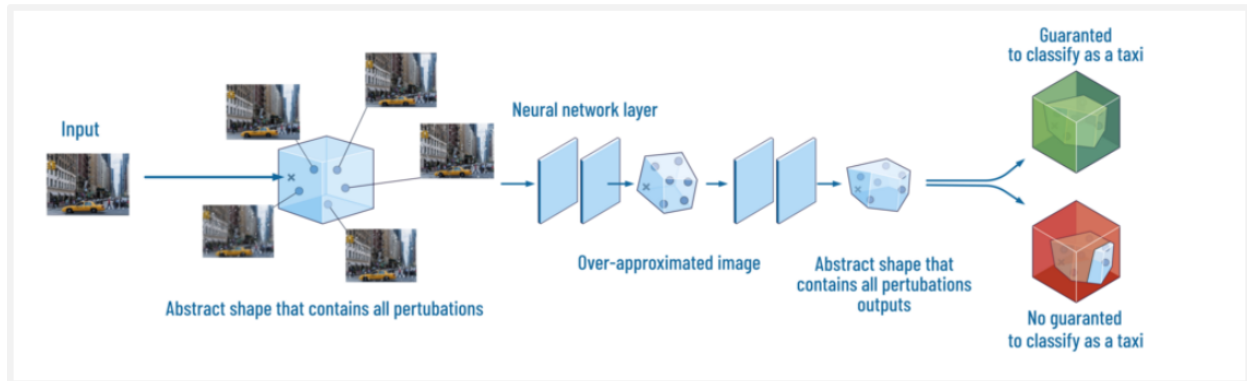 Input
Abstract shape that contains all pertubations
Neural network layer
Over-approximated image
Abstract shape that
contains all pertubations
outputs
Guaranted
to classify as a taxi
No guaranted
to classify as a taxi